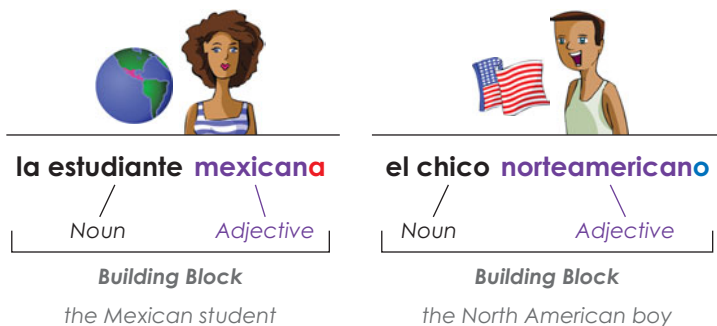 la estudiante mexicana
Noun Adjective
Building Block
the Mexican student
el chico norteamericano
Noun Adjective
Building Block
the North American boy